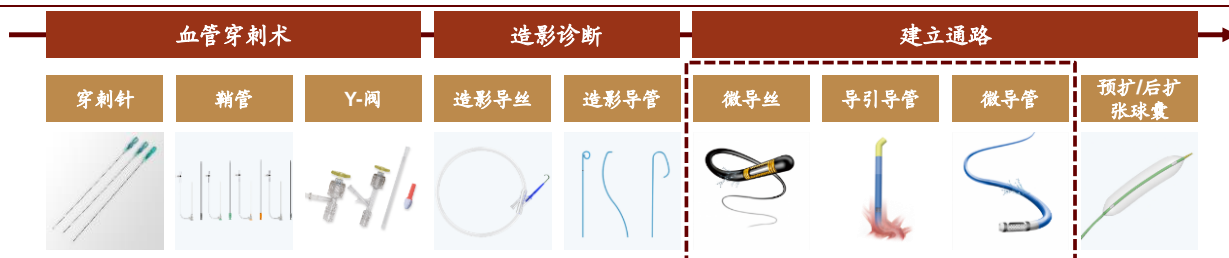 血管穿刺术
造影诊断
建立通路
穿刺针
鞘管
Y-阀
造影导丝
造影导管
微导丝
导引导管
微导管
预扩/后扩
张球囊